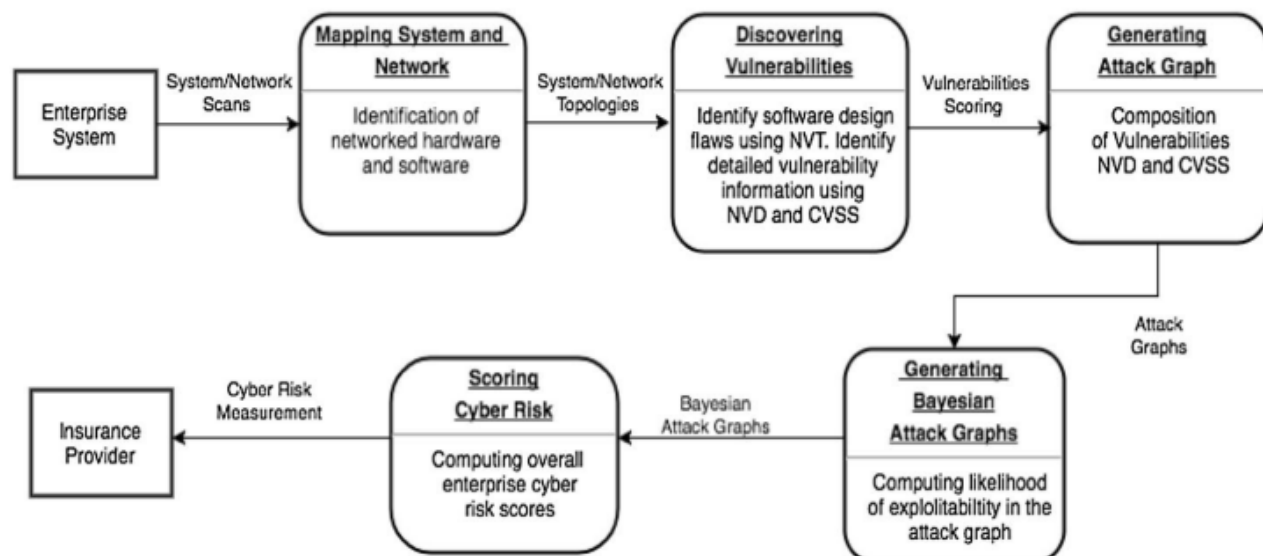 Enterprise
System
System/Network
Scans
Mapping System and
Network
Identification of
networked hardware
and software
System/Network
Topologies
Discovering
Vulnerabilities
Identify software design
flaws using NVT. Identify
detailed vulnerability
information using
NVD and CVSS
Vulnerabilities
Scoring
Generating
Attack Graph
Composition
of Vulnerabilities
NVD and CVSS
Attack
Graphs
Generating
Bayesian
Attack Graphs
Computing likelihood
of explolitabiltity in the
attack graph
Bayesian
Attack Graphs
Scoring
Cyber Risk
Computing overall
enterprise cyber
risk scores
Cyber Risk
Measurement
Insurance
Provider